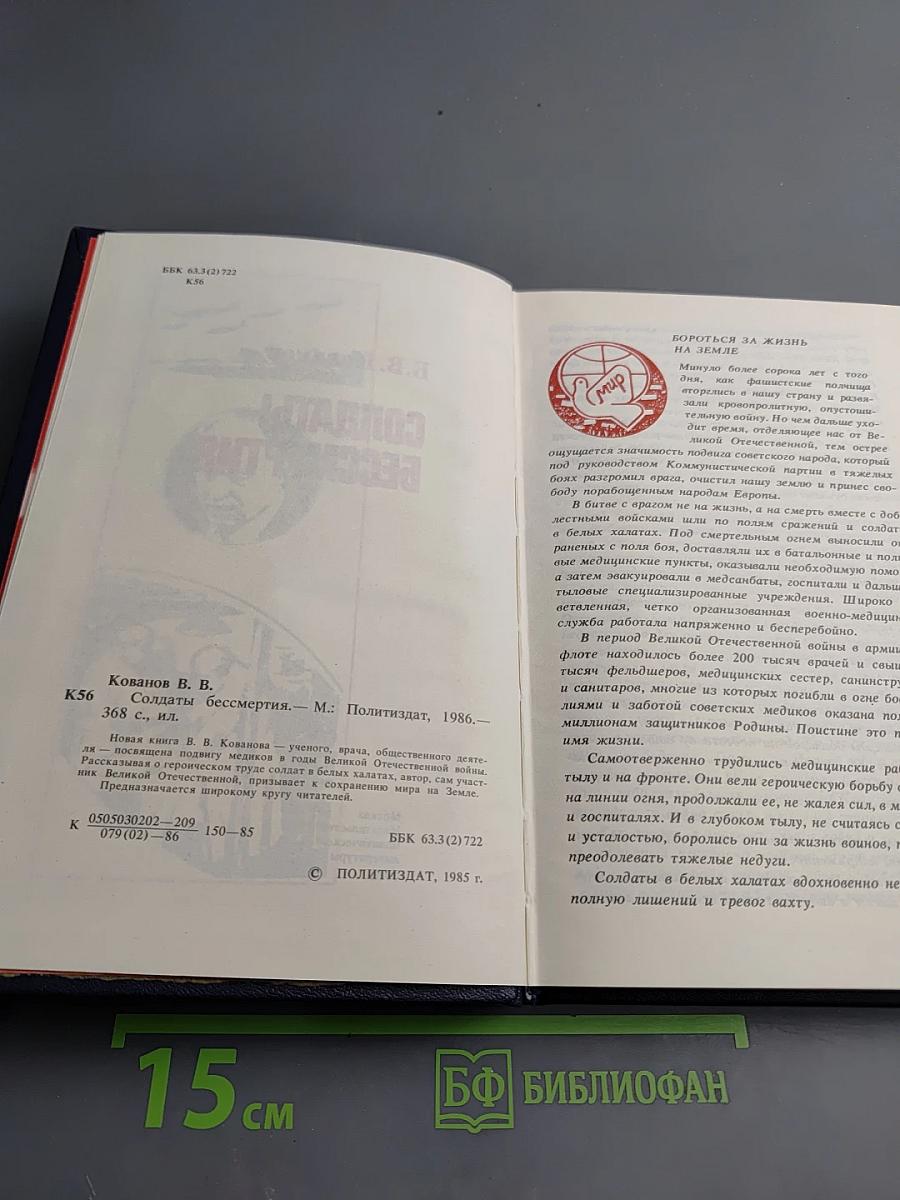 ББК 63.3(2)722
К56
Кованов В. В.
К56 Солдаты бессмертия.— М.: Политиздат, 1986.—
368 с., ил.
Новая книга В. В. Кованова — ученого, врача, общественного деяте-
ля — посвящена подвигу медиков в годы Великой Отечественной войны.
Рассказывая о героическом труде солдат в белых халатах, автор, сам участ-
ник Великой Отечественной, призывает к сохранению мира на Земле.
Предназначается широкому кругу читателей.
К 0505030202—209
079(02)—86
150—85
ББК 63.3(2)722
© ПОЛИТИЗДАТ, 1985 г.
БОРОТЬСЯ ЗА ЖИЗНЬ
НА ЗЕМЛЕ
мир
Минуло более сорока лет с того
дня, как фашистские полчища
вторглись в нашу страну и развя-
зали кровопролитную, опустоши-
тельную войну. Но чем дальше ухо-
дит время, отделяющее нас от Ве-
ликой Отечественной, тем острее
ощущается значимость подвига советского народа, который
под руководством Коммунистической партии в тяжелых
боях разгромил врага, очистил нашу землю и принес сво-
боду порабощенным народам Европы.
В битве с врагом не на жизнь, а на смерть вместе с доб
лестными войсками шли по полям сражений и солдат
в белых халатах. Под смертельным огнем выносили о
раненых с поля боя, доставляли их в батальонные и пол
вые медицинские пункты, оказывали необходимую помо
а затем эвакуировали в медсанбаты, госпитали и дальш
тыловые специализированные учреждения. Широко
ветвленная, четко организованная военно-медицин
служба работала напряженно и бесперебойно.
В период Великой Отечественной войны в армии
флоте находилось более 200 тысяч врачей и свыш
тысяч фельдшеров, медицинских сестер, санинстру
и санитаров, многие из которых погибли в огне бо
лиями и заботой советских медиков оказана по
миллионам защитников Родины. Поистине это п
имя жизни.
Самоотверженно трудились медицинские раб
тылу и на фронте. Они вели героическую борьбу
на линии огня, продолжали ее, не жалея сил, в м
и госпиталях. И в глубоком тылу, не считаясь с
и усталостью, боролись они за жизнь воинов, п
преодолевать тяжелые недуги.
Солдаты в белых халатах вдохновенно не
полную лишений и тревог вахту.
15 см
БФ БИБЛИОФАН